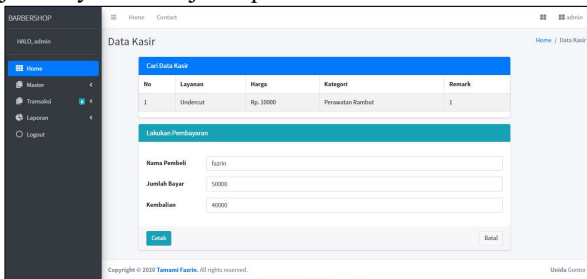 BARBERSHOP
Home Contact
admin
HALO, admin
Data Kasir
Home / Data Kasir
Home
Master
Transaksi
Laporan
Logout
Cari Data Kasir
No Layanan Harga Kategori Remark
1 Undercut Rp. 10000 Perawatan Rambut 1
Lakukan Pembayaran
Nama Pembeli fazrin
Jumlah Bayar 50000
Kembalian 40000
Cetak Batal
Copyright © 2020 Tamami Fazrin. All rights reserved.
Unida Gontor